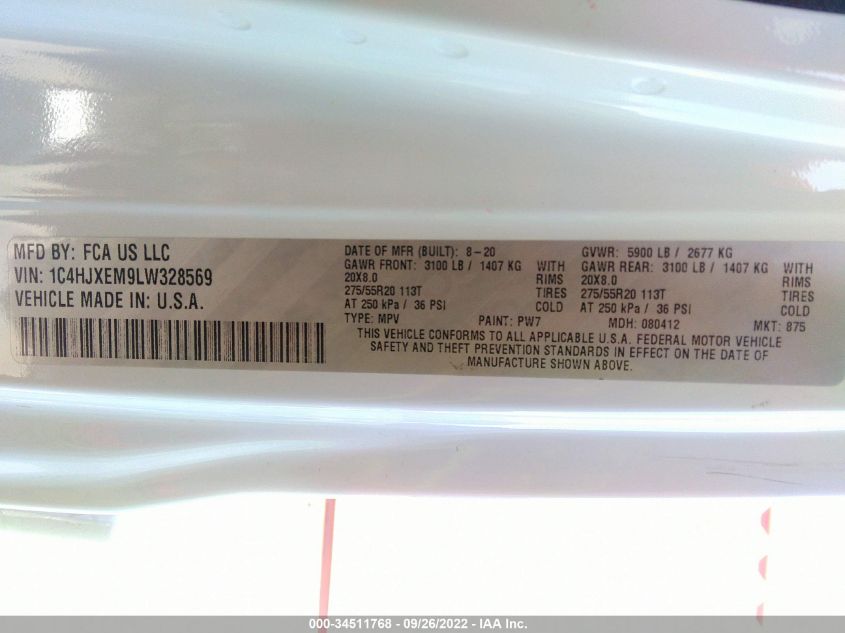 MFD BY: FCA US LLC
VIN: 1C4HJXEM9LW328569
VEHICLE MADE IN: U.S.A.
DATE OF MFR (BUILT): 8-20
GAWR FRONT: 3100 LB / 1407 KG WITH
20X8.0 RIMS
275/55R20 113T TIRES
AT 250 kPa / 36 PSI COLD
GVWR: 5900 LB / 2677 KG
GAWR REAR: 3100 LB / 1407 KG WITH
20X8.0 RIMS
275/55R20 113T TIRES
AT 250 kPa / 36 PSI COLD
TYPE: MPV PAINT: PW7 MDH: 080412 MKT: 875
THIS VEHICLE CONFORMS TO ALL APPLICABLE U.S.A. FEDERAL MOTOR VEHICLE
SAFETY AND THEFT PREVENTION STANDARDS IN EFFECT ON THE DATE OF
MANUFACTURE SHOWN ABOVE.
000-34511768 - 09/26/2022 - IAA Inc.